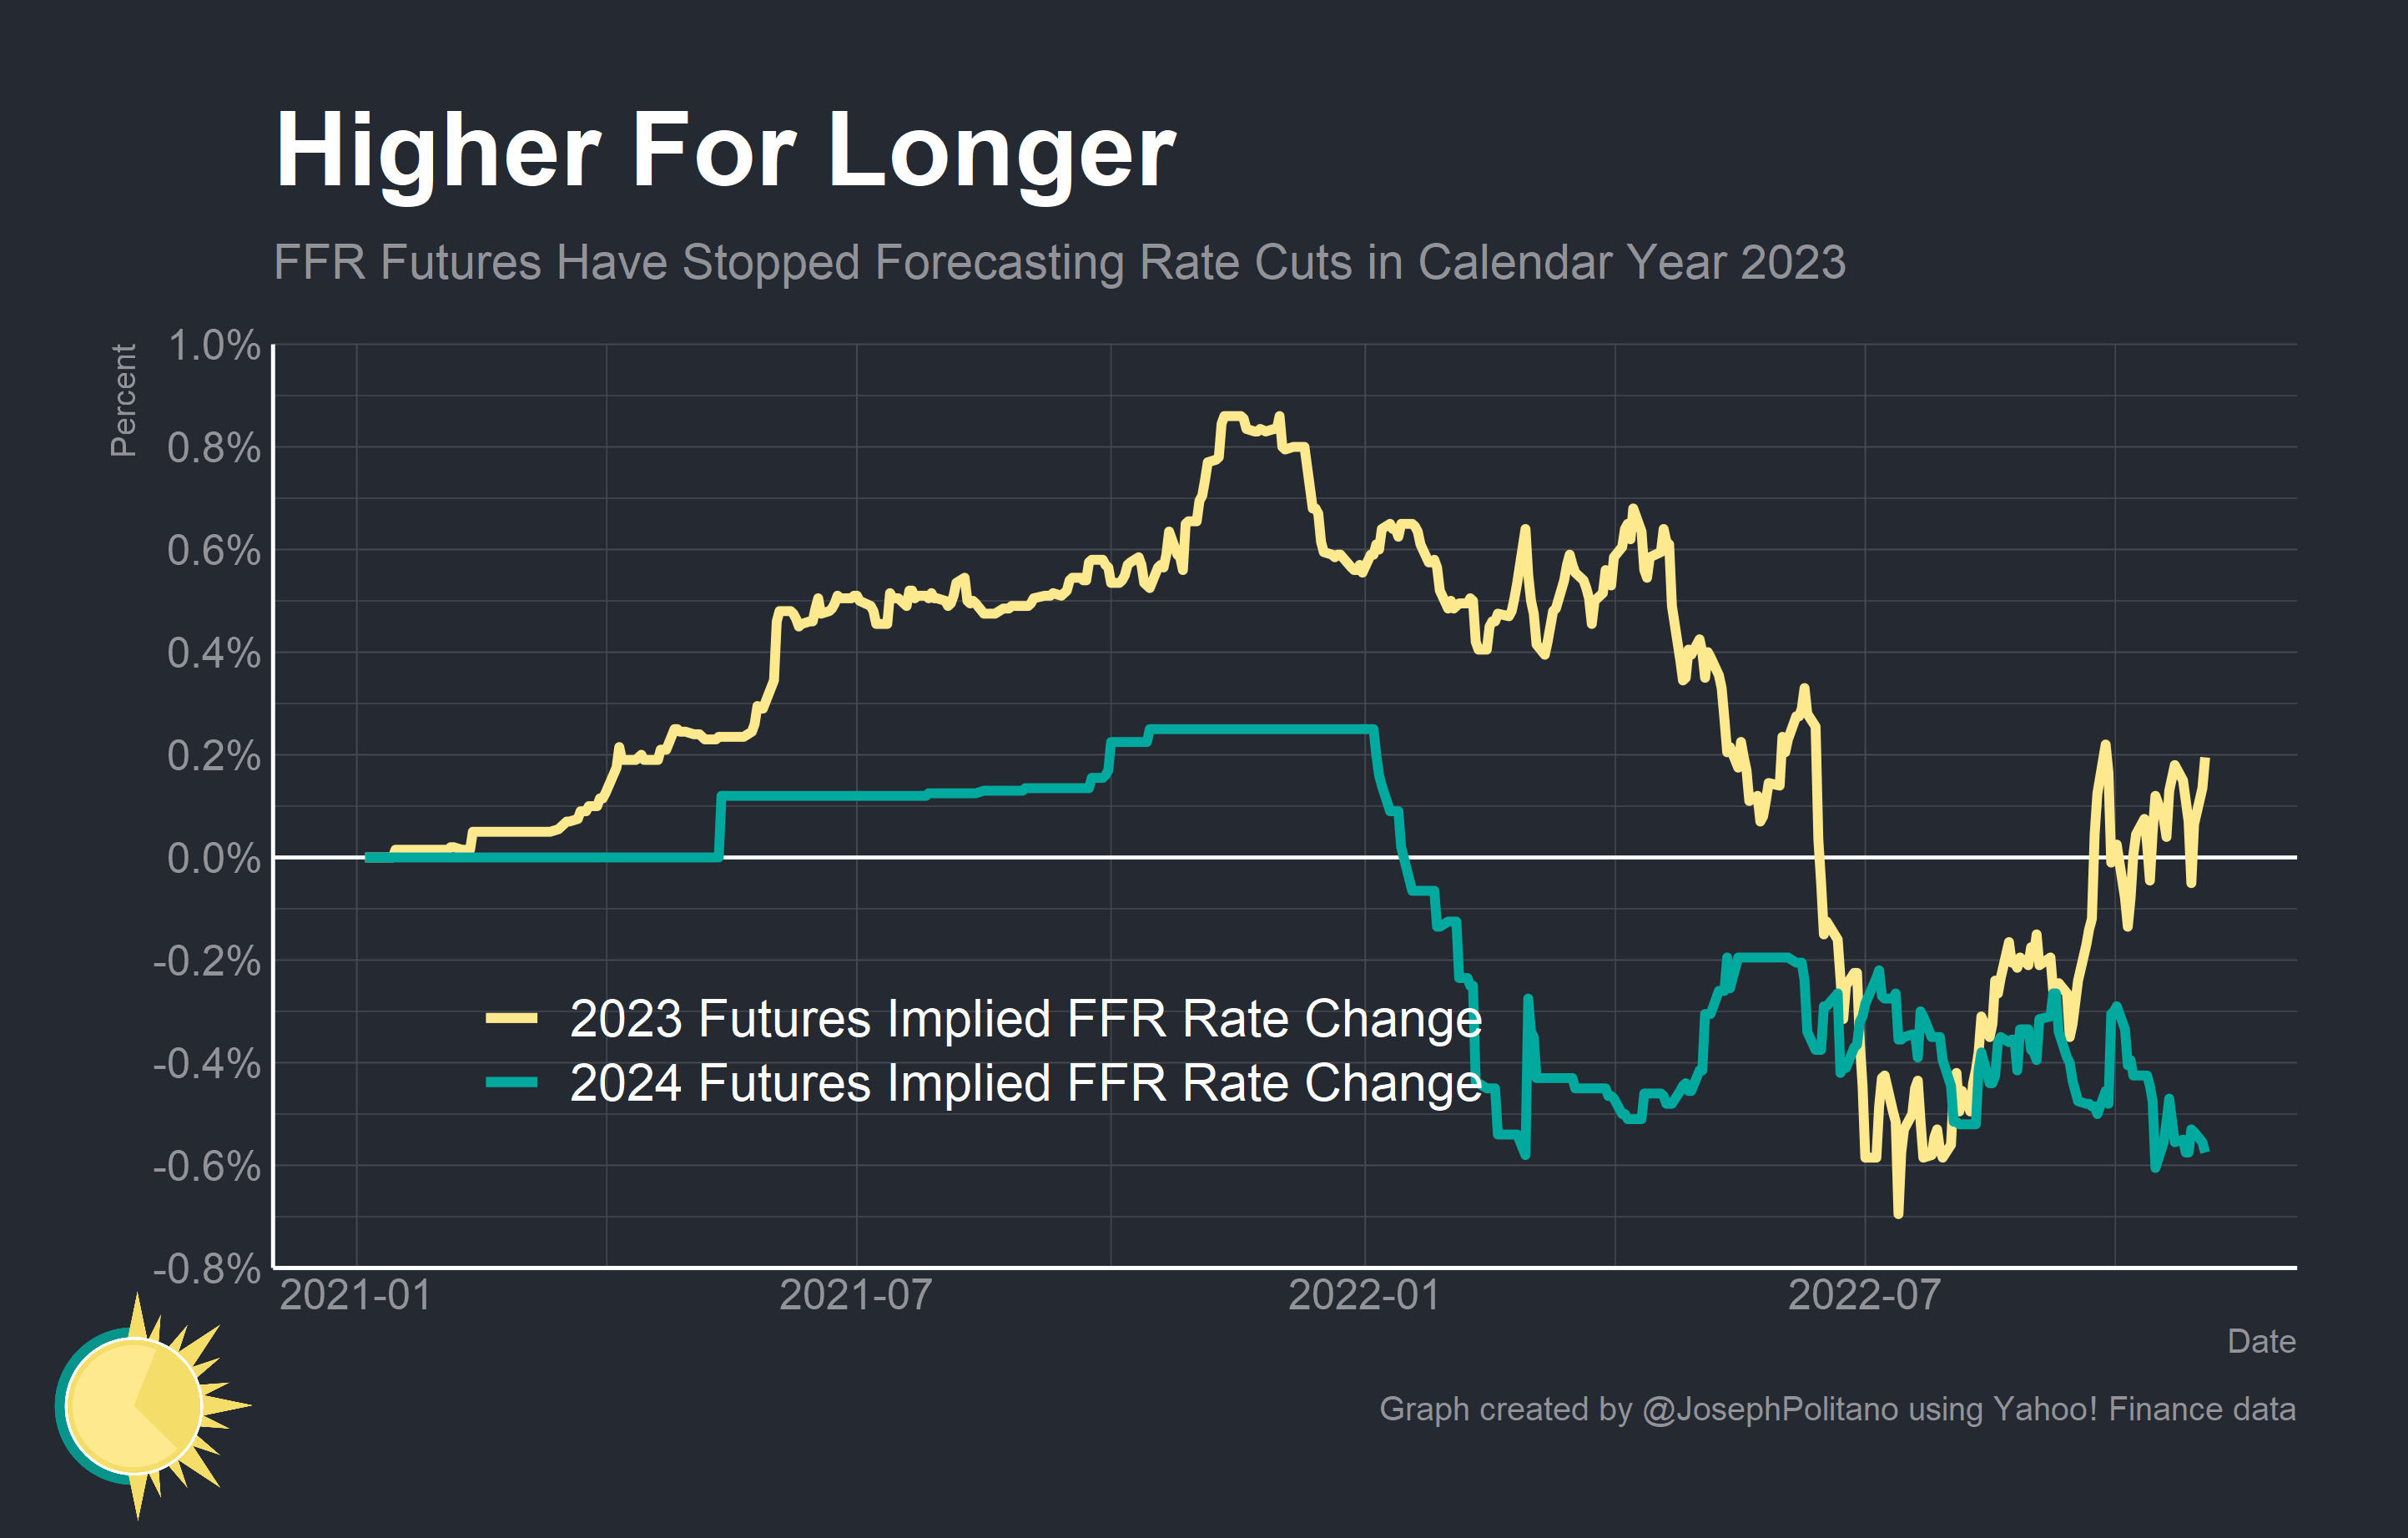 Higher For Longer
FFR Futures Have Stopped Forecasting Rate Cuts in Calendar Year 2023
Percent
1.0%
0.8%
0.6%
0.4%
0.2%
0.0%
-0.2%
-0.4%
-0.6%
-0.8%
2023 Futures Implied FFR Rate Change
2024 Futures Implied FFR Rate Change
2021-01 2021-07 2022-01 2022-07
Date
Graph created by @JosephPolitano using Yahoo! Finance data